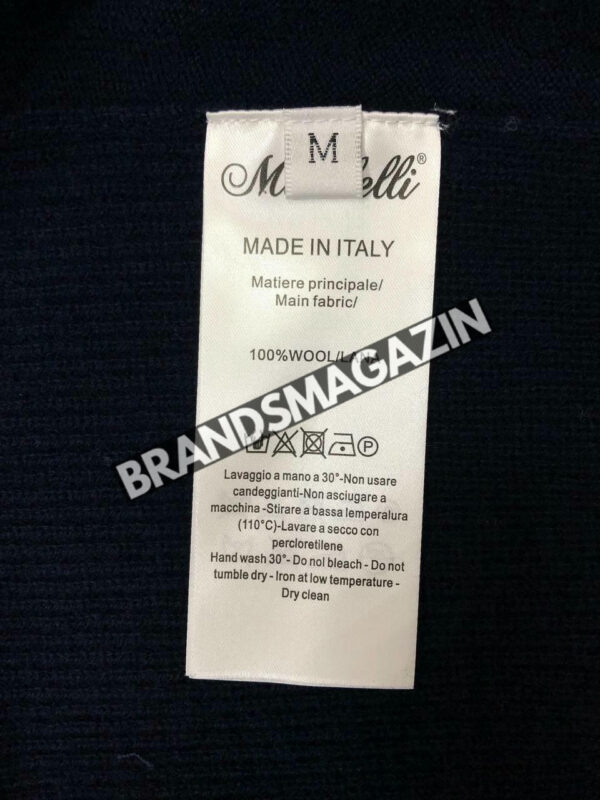 M
MADE IN ITALY
Matiere principale/
Main fabric/
100%WOOL/LANA
BRANDSMAGAZIN
Lavaggio a mano a 30°-Non usare
candeggianti-Non asciugare a
macchina -Stirare a bassa lemperalura
(110°C)-Lavare a secco con
percloretilene
Hand wash 30°- Do nol bleach - Do not
tumble dry - Iron at low temperature -
Dry clean